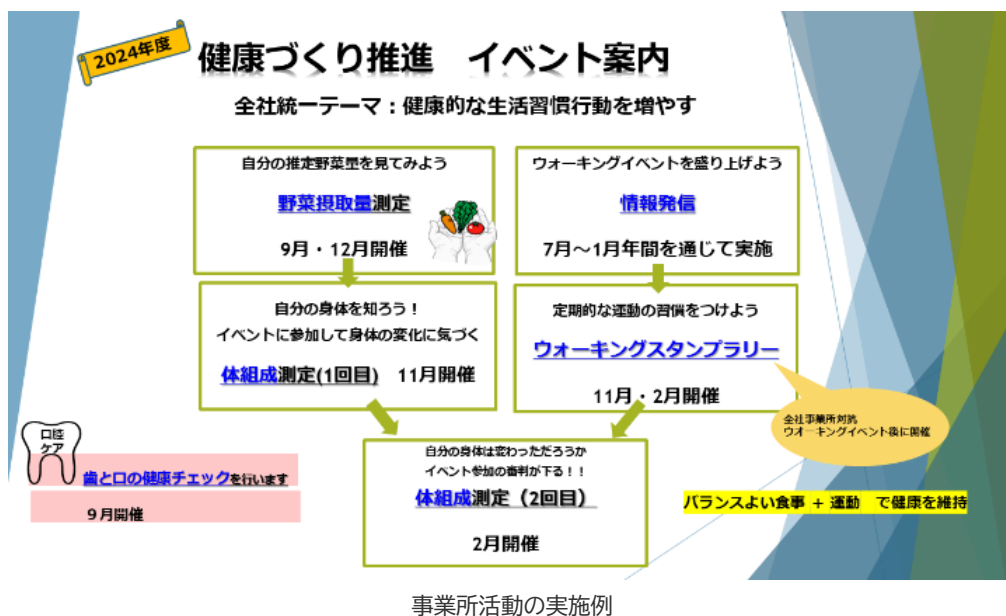 2024年度
健康づくり推進　イベント案内
全社統一テーマ：健康的な生活習慣行動を増やす
自分の推定野菜量を見てみよう
野菜摂取量測定
9月・12月開催
ウォーキングイベントを盛り上げよう
情報発信
7月～1月年間を通じて実施
自分の身体を知ろう！
イベントに参加して身体の変化に気づく
体組成測定(1回目)　11月開催
定期的な運動の習慣をつけよう
ウォーキングスタンプラリー
11月・2月開催
全社事業所対抗
ウオーキングイベント後に開催
口腔
ケア
歯と口の健康チェックを行います
９月開催
自分の身体は変わっただろうか
イベント参加の審判が下る！！
体組成測定（2回目）
2月開催
バランスよい食事 + 運動　で健康を維持
事業所活動の実施例